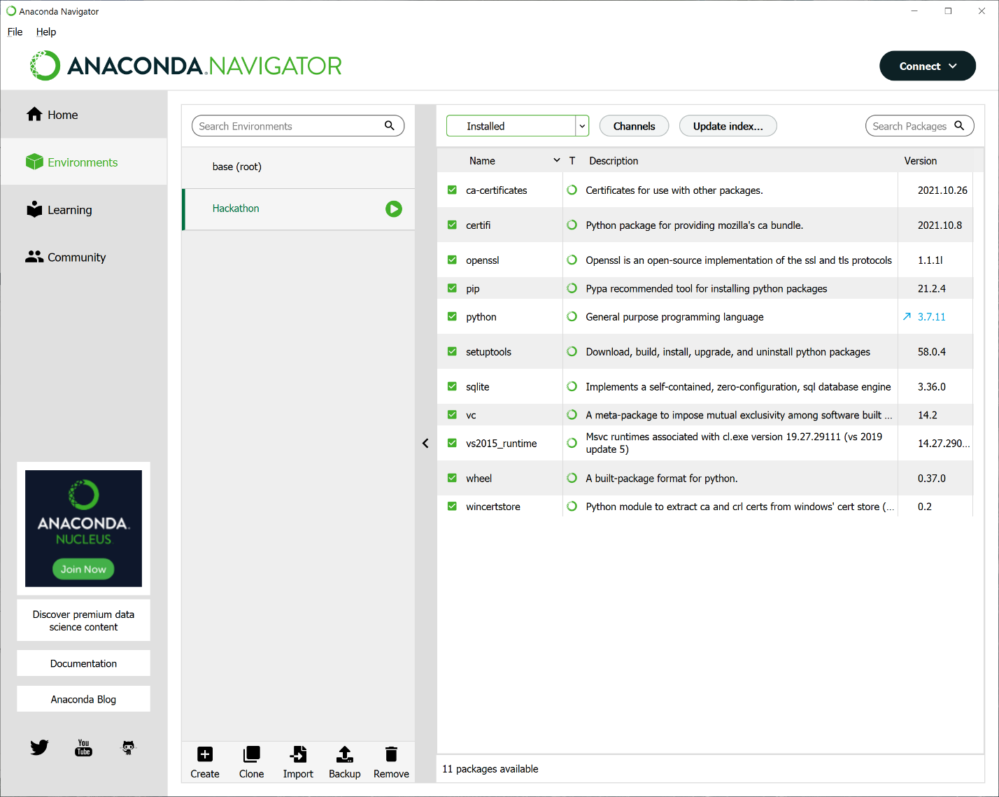 Anaconda Navigator
File Help
ANACONDA.NAVIGATOR
Connect
Home
Environments
Learning
Community
ANACONDA.
NUCLEUS
Join Now
Discover premium data
science content
Documentation
Anaconda Blog
You
Tube
Search Environments
base (root)
Hackathon
Create Clone Import Backup Remove
Installed Channels Update index... Search Packages
Name T Description Version
ca-certificates Certificates for use with other packages. 2021.10.26
certifi Python package for providing mozilla's ca bundle. 2021.10.8
openssl Openssl is an open-source implementation of the ssl and tls protocols 1.1.1l
pip Pypa recommended tool for installing python packages 21.2.4
python General purpose programming language 3.7.11
setuptools Download, build, install, upgrade, and uninstall python packages 58.0.4
sqlite Implements a self-contained, zero-configuration, sql database engine 3.36.0
vc A meta-package to impose mutual exclusivity among software built ... 14.2
vs2015_runtime Msvc runtimes associated with cl.exe version 19.27.29111 (vs 2019 14.27.290...
update 5)
wheel A built-package format for python. 0.37.0
wincertstore Python module to extract ca and crl certs from windows' cert store (... 0.2
11 packages available